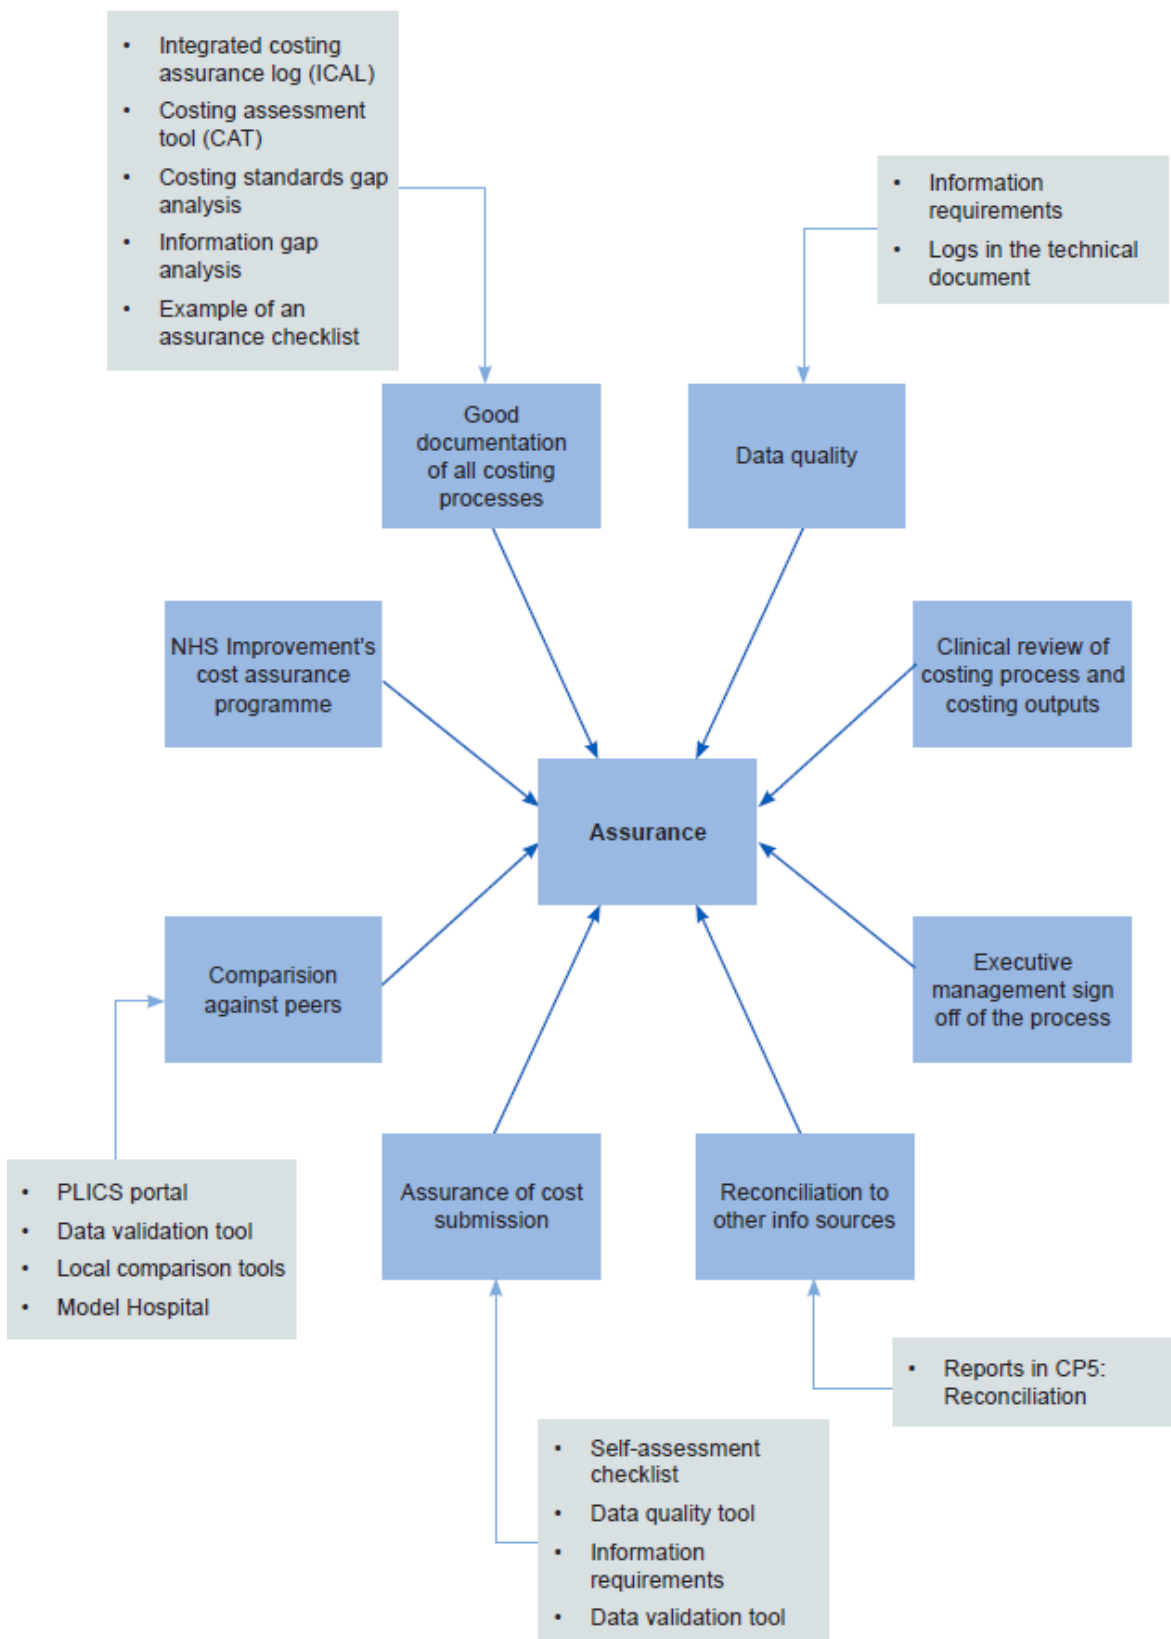 • Integrated costing
assurance log (ICAL)
• Costing assessment
tool (CAT)
• Costing standards gap
analysis
• Information gap
analysis
• Example of an
assurance checklist
• Information
requirements
• Logs in the technical
document
Good
documentation
of all costing
processes
Data quality
NHS Improvement's
cost assurance
programme
Clinical review of
costing process and
costing outputs
Assurance
Comparision
against peers
Executive
management sign
off of the process
• PLICS portal
• Data validation tool
• Local comparison tools
• Model Hospital
Assurance of cost
submission
Reconciliation to
other info sources
• Reports in CP5:
Reconciliation
• Self-assessment
checklist
• Data quality tool
• Information
requirements
• Data validation tool